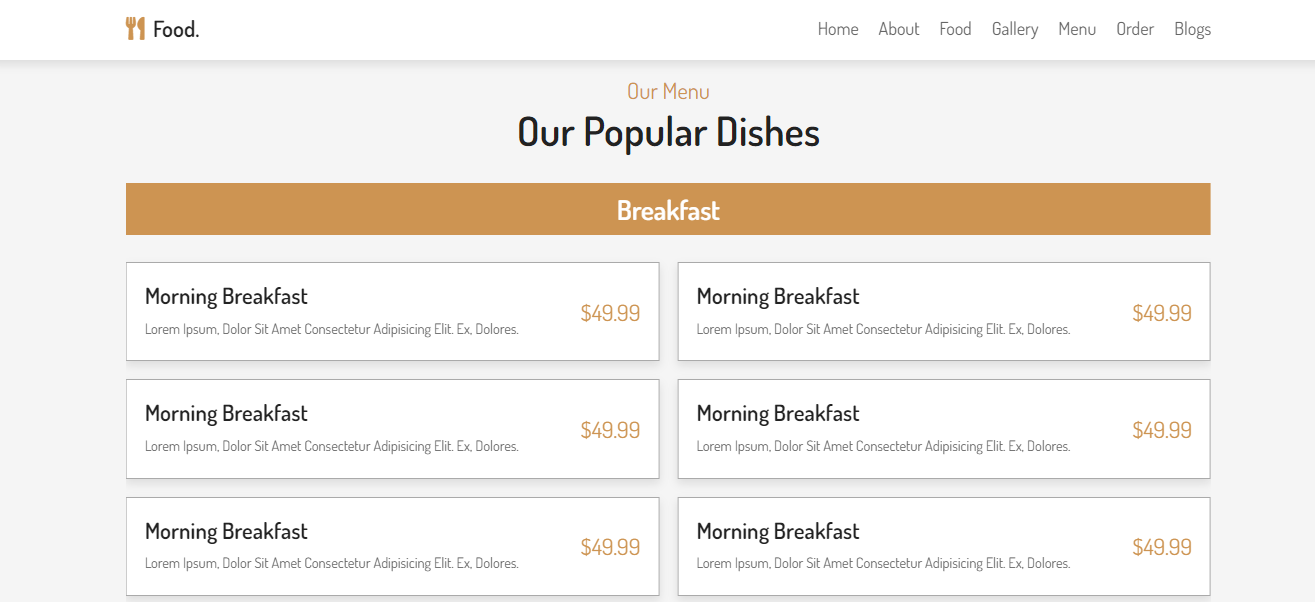 Food.
Home About Food Gallery Menu Order Blogs
Our Menu
Our Popular Dishes
Breakfast
Morning Breakfast
Lorem Ipsum, Dolor Sit Amet Consectetur Adipisicing Elit. Ex, Dolores.
$49.99
Morning Breakfast
Lorem Ipsum, Dolor Sit Amet Consectetur Adipisicing Elit. Ex, Dolores.
$49.99
Morning Breakfast
Lorem Ipsum, Dolor Sit Amet Consectetur Adipisicing Elit. Ex, Dolores.
$49.99
Morning Breakfast
Lorem Ipsum, Dolor Sit Amet Consectetur Adipisicing Elit. Ex, Dolores.
$49.99
Morning Breakfast
Lorem Ipsum, Dolor Sit Amet Consectetur Adipisicing Elit. Ex, Dolores.
$49.99
Morning Breakfast
Lorem Ipsum, Dolor Sit Amet Consectetur Adipisicing Elit. Ex, Dolores.
$49.99